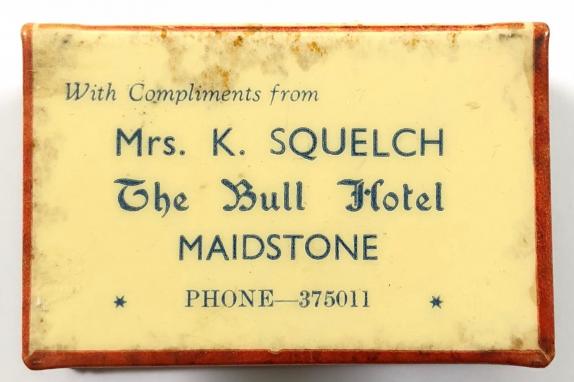 With Compliments from
Mrs. K. SQUELCH
The Bull Hotel
MAIDSTONE
* PHONE—375011 *